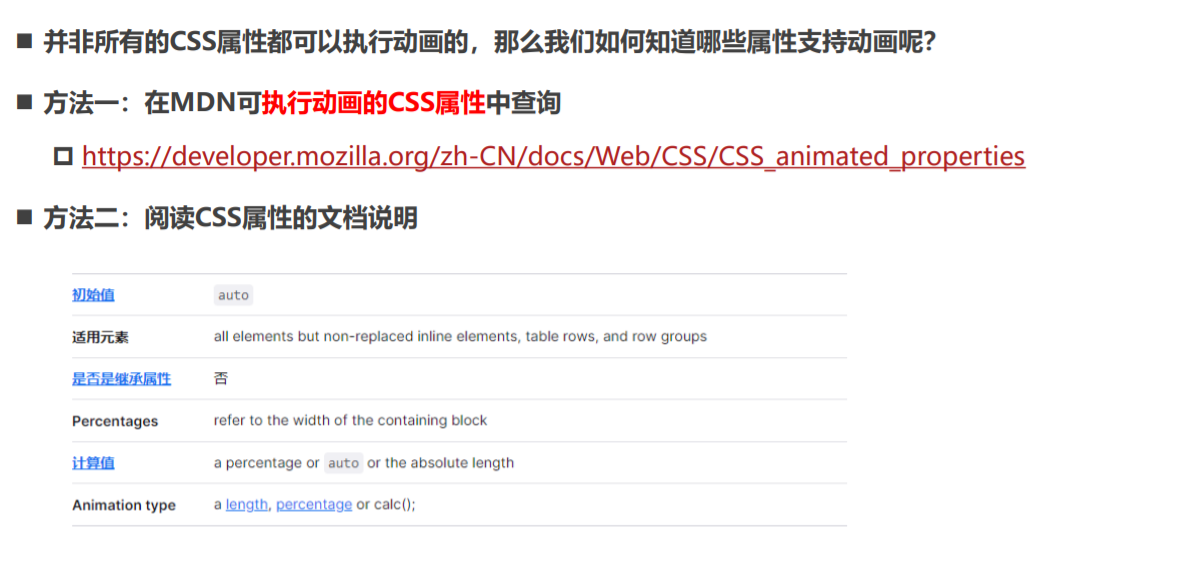 ■ 并非所有的CSS属性都可以执行动画的，那么我们如何知道哪些属性支持动画呢？
■ 方法一：在MDN可执行动画的CSS属性中查询
https://developer.mozilla.org/zh-CN/docs/Web/CSS/CSS_animated_properties
■ 方法二：阅读CSS属性的文档说明
初始值 auto
适用元素 all elements but non-replaced inline elements, table rows, and row groups
是否是继承属性 否
Percentages refer to the width of the containing block
计算值 a percentage or auto or the absolute length
Animation type a length, percentage or calc();